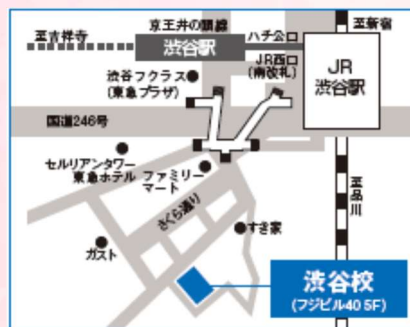 京王井の頭線
至吉祥寺
渋谷駅
ハチ公口
至新宿
JR西口
(南改札)
JR
渋谷駅
渋谷フクラス
(東急プラザ)
国道246号
セルリアンタワー
東急ホテル
ファミリー
マート
さくら通り
至品川
すき家
ガスト
渋谷校
(フジビル40 5F)